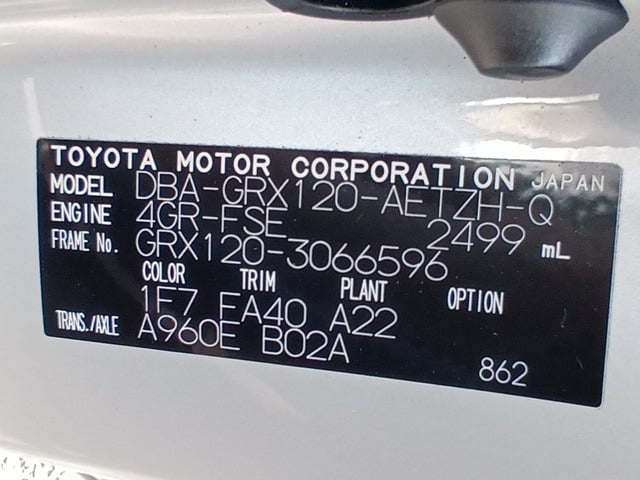 TOYOTA MOTOR CORPORATION JAPAN
MODEL DBA-GRX120-AETZH-Q
ENGINE 4GR-FSE 2499 mL
FRAME No. GRX120-3066596
COLOR TRIM PLANT OPTION
1F7 FA40 A22
TRANS./AXLE A960E B02A
862